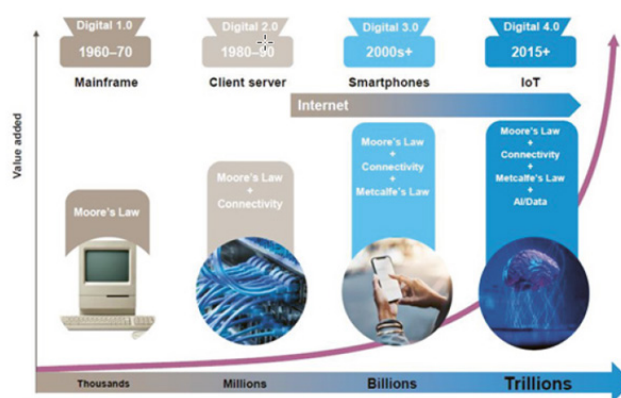 Digital 1.0
1960–70
Mainframe
Digital 2.0
1980–90
Client server
Digital 3.0
2000s+
Smartphones
Digital 4.0
2015+
IoT
Internet
Value added
Moore's Law
Moore's Law
+
Connectivity
Moore's Law
+
Connectivity
+
Metcalfe's Law
Moore's Law
+
Connectivity
+
Metcalfe's Law
+
AI/Data
Thousands
Millions
Billions
Trillions